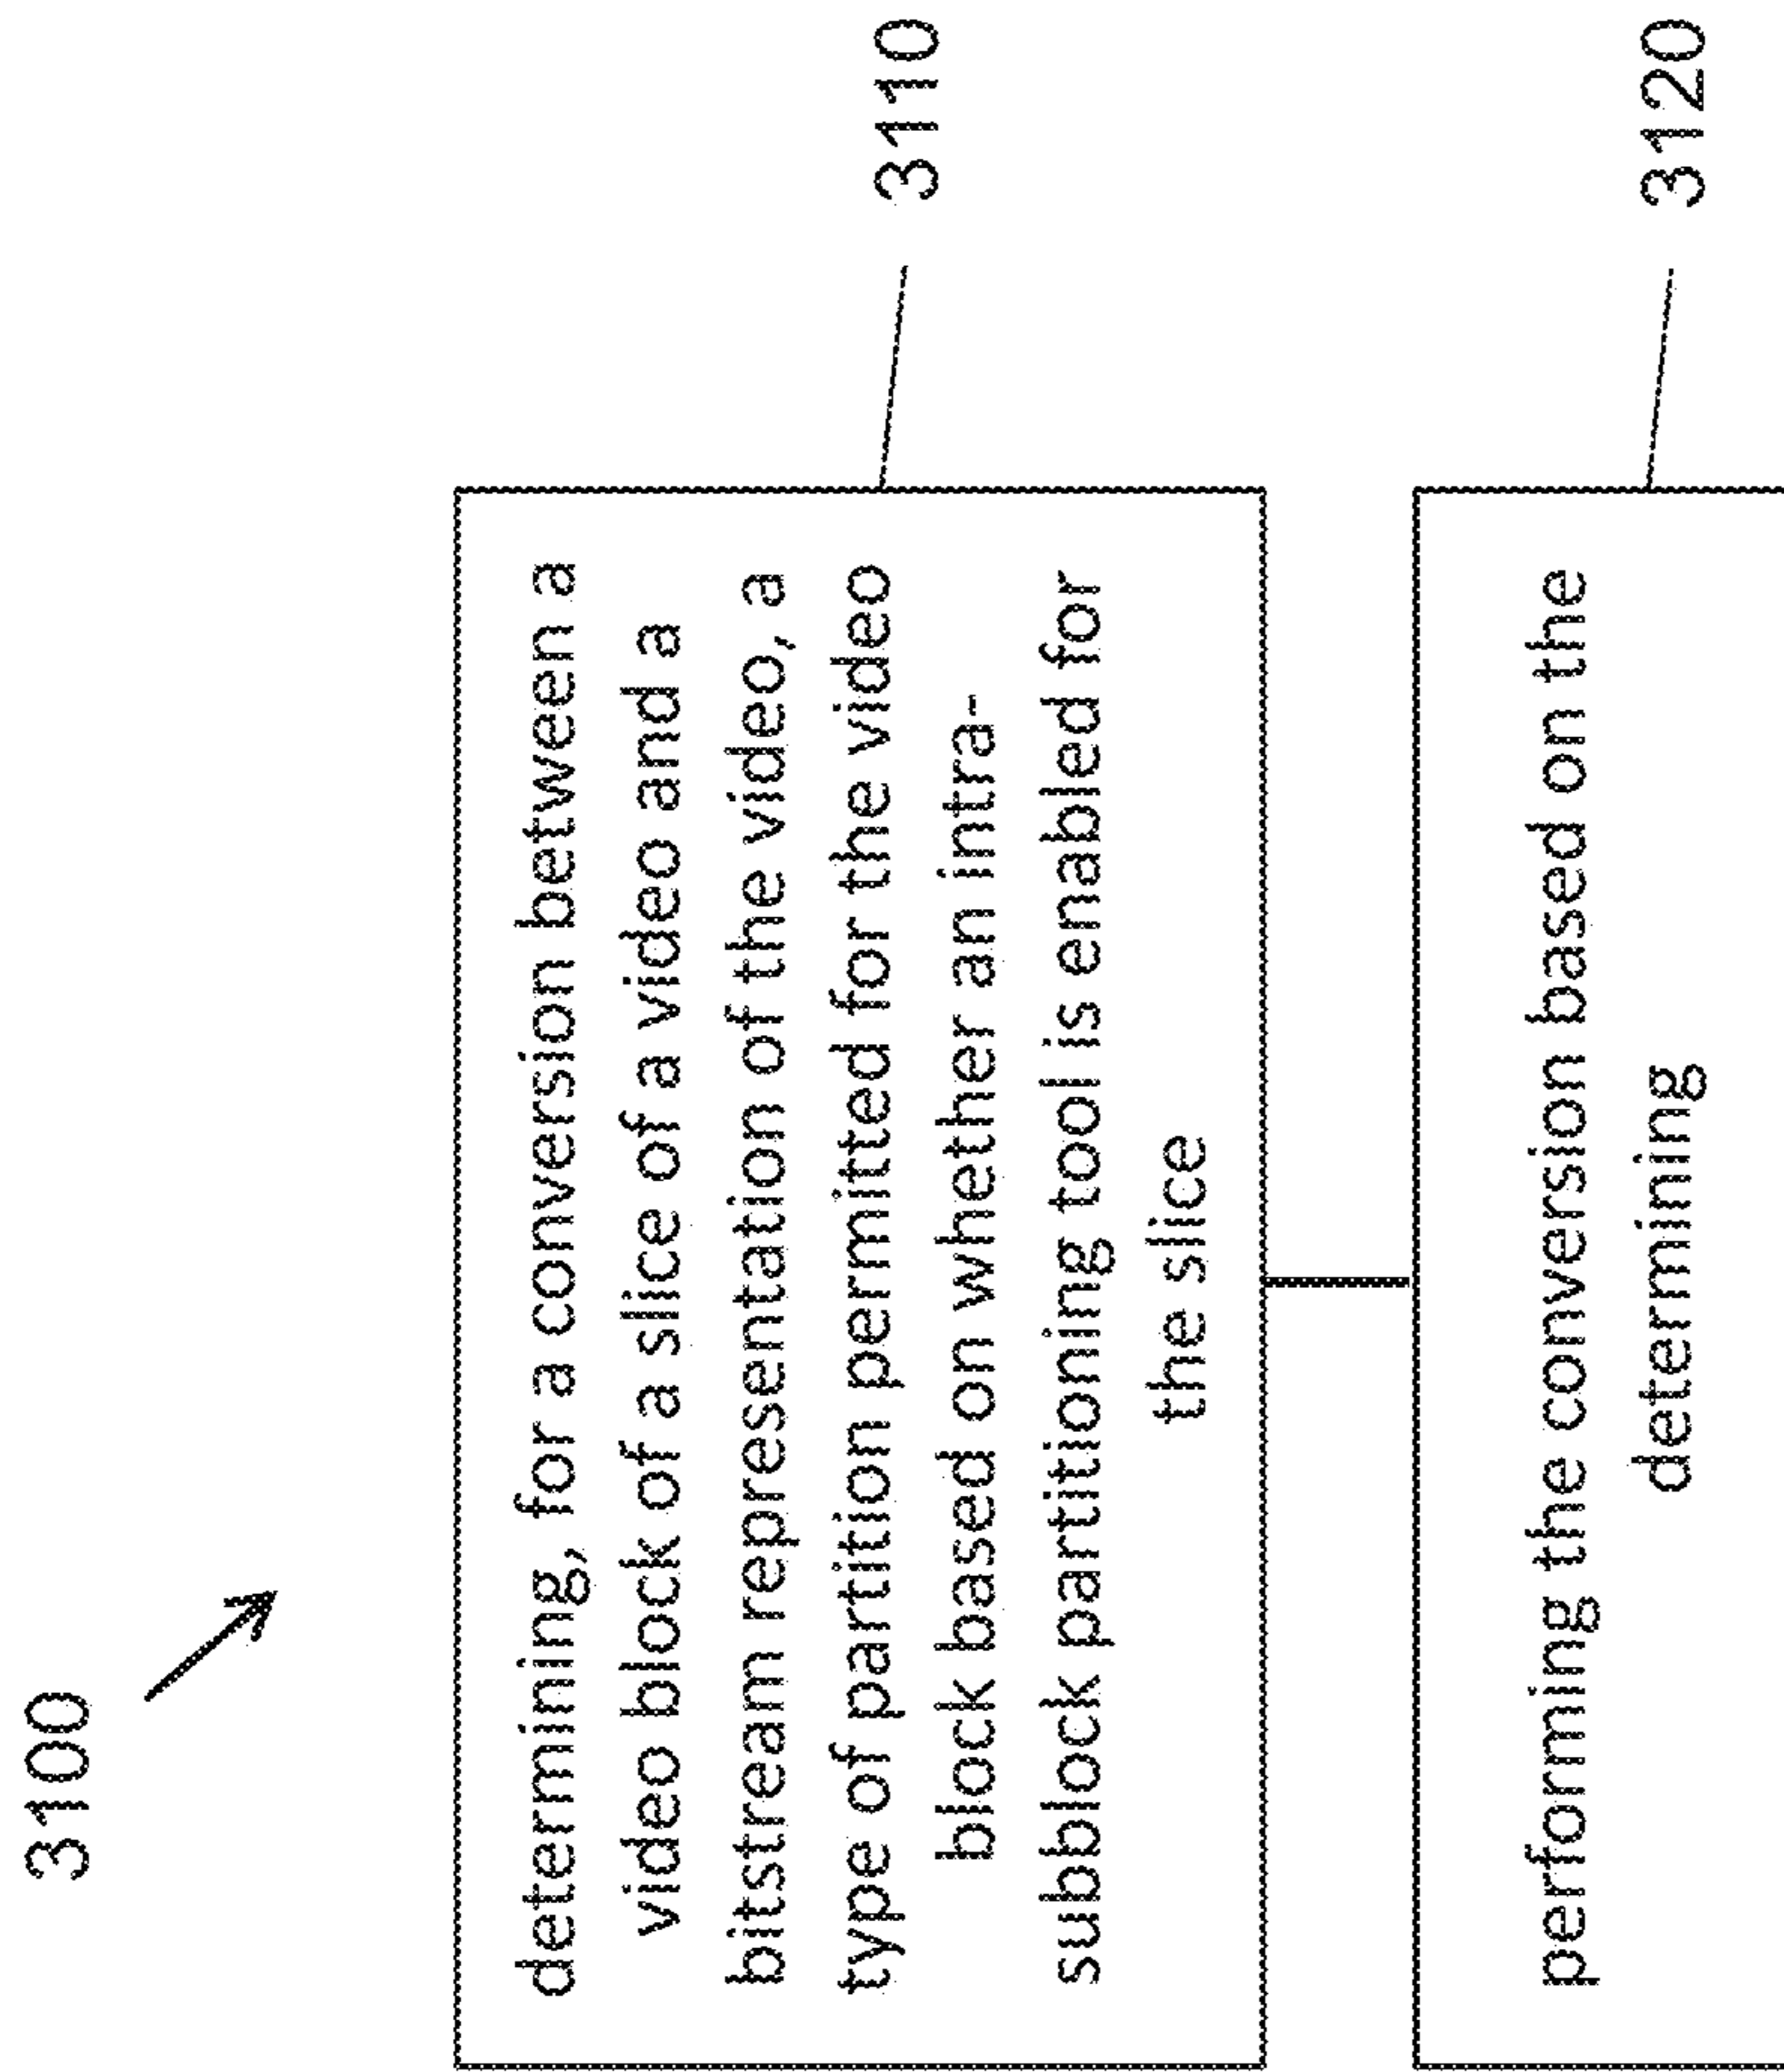 3100
determining, for a conversion between a
video block of a slice of a video and a
bitstream representation of the video, a
type of partition permitted for the video
block based on whether an intra-
subblock partitioning tool is enabled for
the slice
3110
performing the conversion based on the
determining
3120